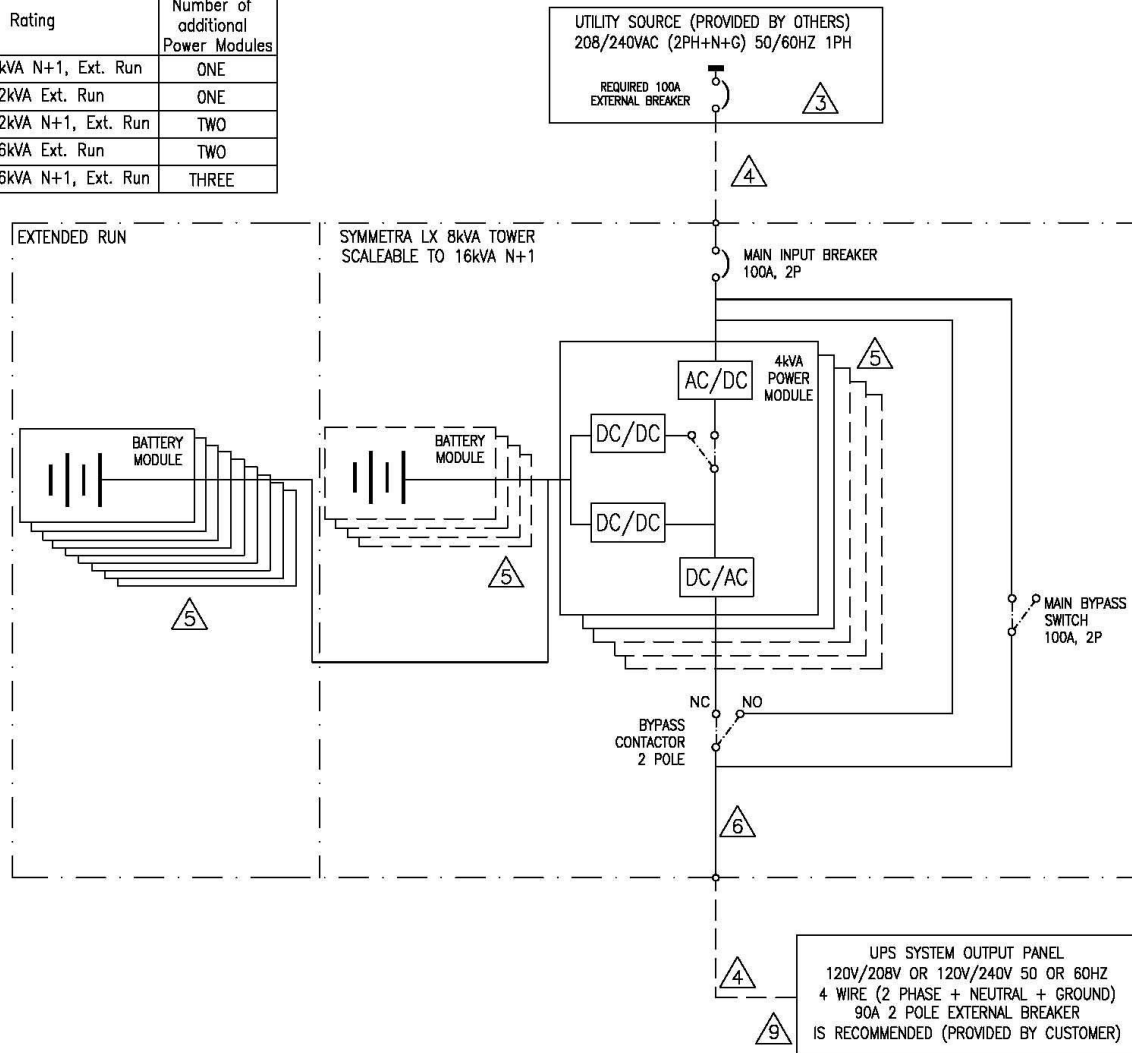 Rating
Number of
additional
Power Modules
kVA N+1, Ext. Run ONE
2kVA Ext. Run ONE
2kVA N+1, Ext. Run TWO
6kVA Ext. Run TWO
6kVA N+1, Ext. Run THREE
UTILITY SOURCE (PROVIDED BY OTHERS)
208/240VAC (2PH+N+G) 50/60HZ 1PH
REQUIRED 100A
EXTERNAL BREAKER
3
4
EXTENDED RUN
SYMMETRA LX 8kVA TOWER
SCALEABLE TO 16kVA N+1
MAIN INPUT BREAKER
100A, 2P
AC/DC
4kVA
POWER
MODULE
5
BATTERY
MODULE
BATTERY
MODULE
DC/DC
DC/DC
DC/AC
5
5
MAIN BYPASS
SWITCH
100A, 2P
NC
NO
BYPASS
CONTACTOR
2 POLE
6
4
9
UPS SYSTEM OUTPUT PANEL
120V/208V OR 120V/240V 50 OR 60HZ
4 WIRE (2 PHASE + NEUTRAL + GROUND)
90A 2 POLE EXTERNAL BREAKER
IS RECOMMENDED (PROVIDED BY CUSTOMER)